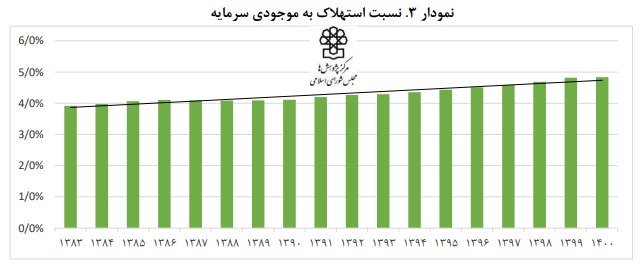 نمودار ۳. نسبت استهلاک به موجودی سرمایه
مرکز پژوهش‌ها
مجلس شورای اسلامی
6/0%
5/0%
4/0%
3/0%
2/0%
1/0%
0/0%
۱۳۸۳ ۱۳۸۴ ۱۳۸۵ ۱۳۸۶ ۱۳۸۷ ۱۳۸۸ ۱۳۸۹ ۱۳۹۰ ۱۳۹۱ ۱۳۹۲ ۱۳۹۳ ۱۳۹۴ ۱۳۹۵ ۱۳۹۶ ۱۳۹۷ ۱۳۹۸ ۱۳۹۹ ۱۴۰۰